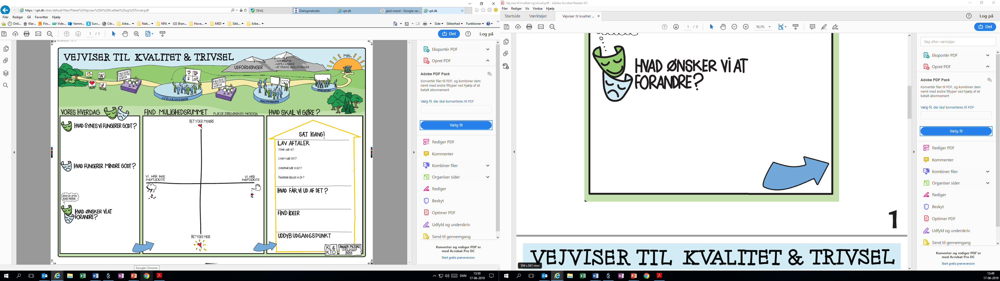 https://vpt.dk/sites/default/files/Plakat%20Vejviser%20til%20Kvallitet%20og%20Trivsel.pdf
TRYK
Dialogmetoder
vpt.dk
glad mand - Google-sø...
vpt.dk
Filer Rediger Gå Favoritter Hjælp
Onli... Klar... Firs... Vide... Yamm... Surv... Citr... Arbe... Nati... NFA Bran... Hove... MED Sikk... Arbe...
Side Sikkerhed Funktioner
1 / 1
Del
Log på
VEJVISER TIL KVALITET & TRIVSEL
UDFORDRINGER
- KOMPROMIS
- GAMLE VANER
- AT TRÆFFE BESLUTNINGER
MÅL
PROJEKT GRUPPE MØDE
AFKLARINGSMØDE
PROJEKT GRUPPE MØDE
BESLUTNINGSMØDE
OPFØLGNING
VORES HVERDAG
HVAD SYNES VI FUNGERER GODT?
HVAD FUNGERER MINDRE GODT?
ØNSKER OM EN BEDRE HVERDAG
HVAD ØNSKER VI AT
FORANDRE?
FIND MULIGHEDSRUMMET
PLACER JERES ØNSKER I MATRIXEN
BETYDER MINDRE
VI HAR IKKE
INDFLYDELSE
VI HAR
INDFLYDELSE
BETYDER MERE
HVAD SKAL VI GØRE?
SÆT IGANG!
LAV AFTALER
1 HVAD GØR VI?
2 HVEM GØR DET?
3 HVORNÅR GØR VI DET?
4 HVORNÅR FØLGER VI OP?
HVAD FÅR VI UD AF DET?
FIND IDEER
UDDYB UDGANGSPUNKT
KL &
KTO
BIGGER PICTURE
2011
Eksportér PDF
Opret PDF
Adobe PDF Pack
Konvertér filer til PDF, og kombiner dem
nemt med andre filtyper ved hjælp af et
betalt abonnement
Vælg fil, der skal konverteres til PDF
Vælg fil
Rediger PDF
Kommenter
Kombiner filer
Organiser sider
Rediger
Beskyt
Optimer PDF
Udfyld og underskriv
Send til gennemgang
Konverter og rediger PDF'er
med Acrobat Pro DC
Start gratis prøveversion
Google Chrome
DAN
13:50
17-06-2019
Vejviser til kvalitet og trivsel.pdf - Adobe Acrobat Reader DC
Filer Rediger Vis Vindue Hjælp
Startside Værktøjer Vejviser til kvalitet ...
Log på
1 / 3
58,3%
Del
HVAD ØNSKER VI AT
FORANDRE?
1
VEJVISER TIL KVALITET & TRIVSEL
594 x 841 mm
Søg efter værktøjer
Eksportér PDF
Opret PDF
Adobe PDF Pack
Konvertér filer til PDF, og kombiner dem
nemt med andre filtyper ved hjælp af et
betalt abonnement
Vælg fil, der skal konverteres til PDF
Vælg fil
Rediger PDF
Kommenter
Kombiner filer
Organiser sider
Rediger
Beskyt
Optimer PDF
Udfyld og underskriv
Send til gennemgang
Konverter og rediger PDF'er
med Acrobat Pro DC
Start gratis prøveversion
13:49
17-06-2019